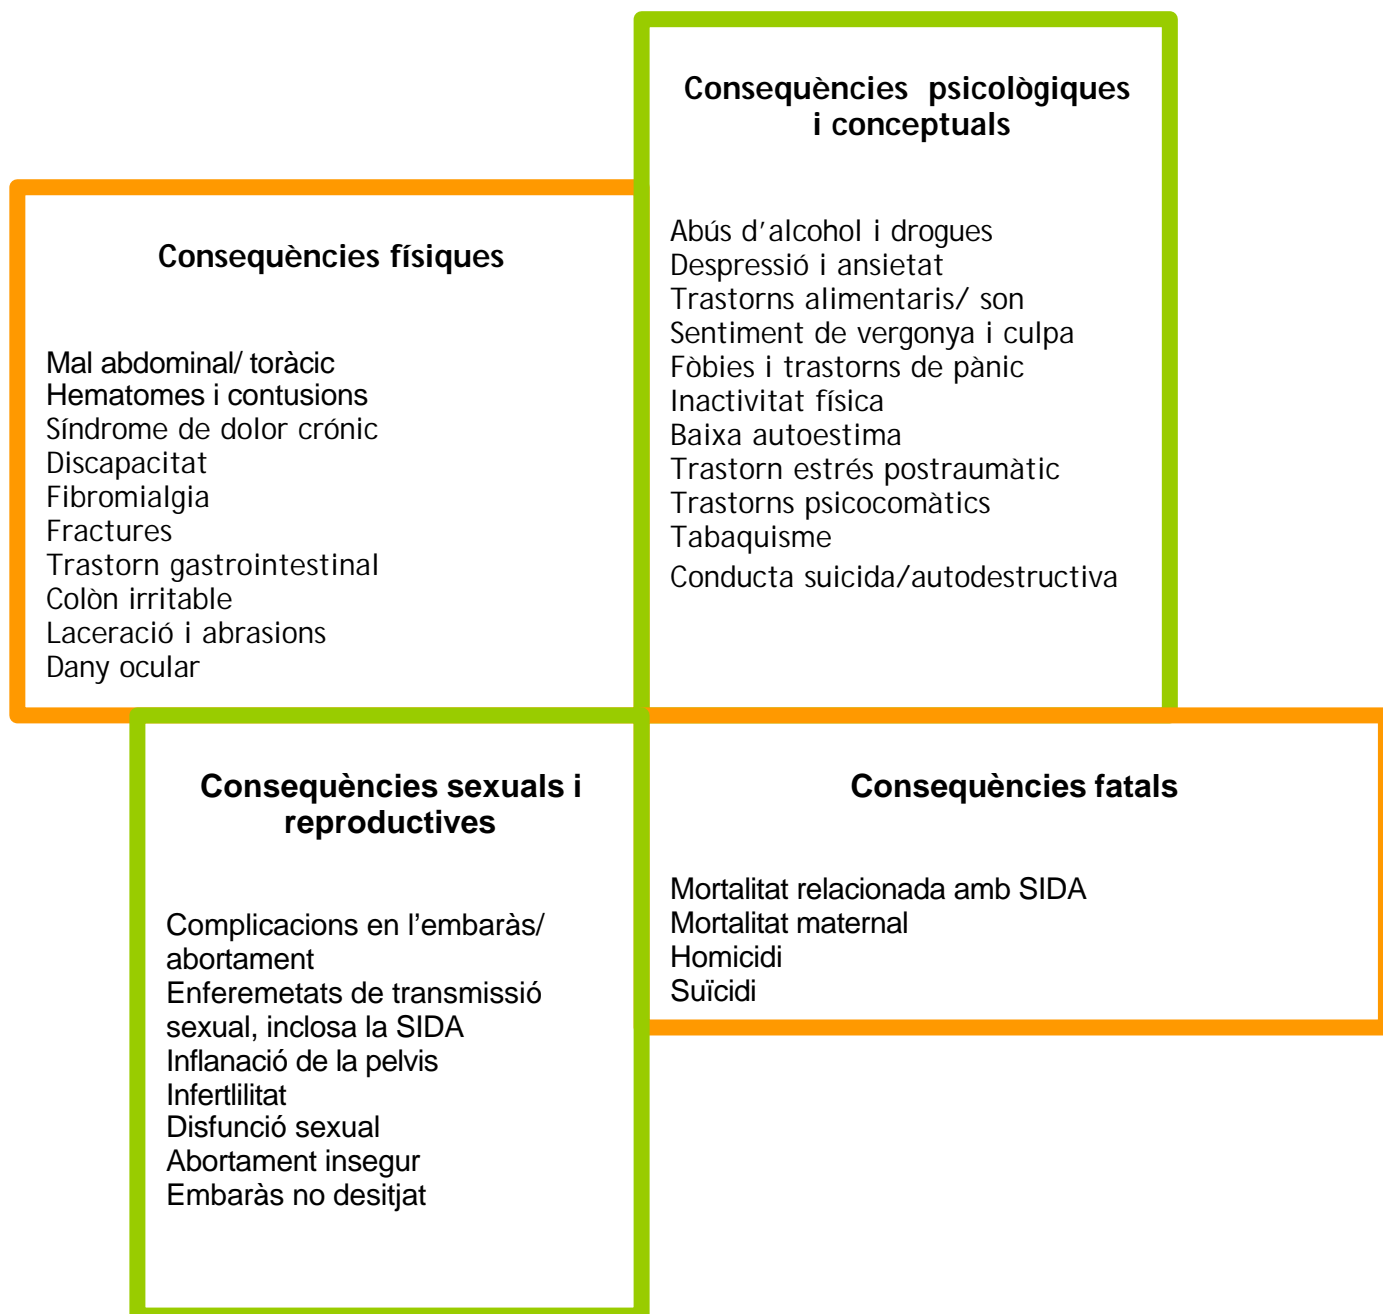 Consequències psicològiques
i conceptuals
Abús d'alcohol i drogues
Despressió i ansietat
Trastorns alimentaris/ son
Sentiment de vergonya i culpa
Fòbies i trastorns de pànic
Inactivitat física
Baixa autoestima
Trastorn estrés postraumàtic
Trastorns psicocomàtics
Tabaquisme
Conducta suicida/autodestructiva
Consequències físiques
Mal abdominal/ toràcic
Hematomes i contusions
Síndrome de dolor crónic
Discapacitat
Fibromialgia
Fractures
Trastorn gastrointestinal
Colòn irritable
Laceració i abrasions
Dany ocular
Consequències sexuals i
reproductives
Complicacions en l'embaràs/
abortament
Enferemetats de transmissió
sexual, inclosa la SIDA
Inflanació de la pelvis
Infertlilitat
Disfunció sexual
Abortament insegur
Embaràs no desitjat
Consequències fatals
Mortalitat relacionada amb SIDA
Mortalitat maternal
Homicidi
Suïcidi